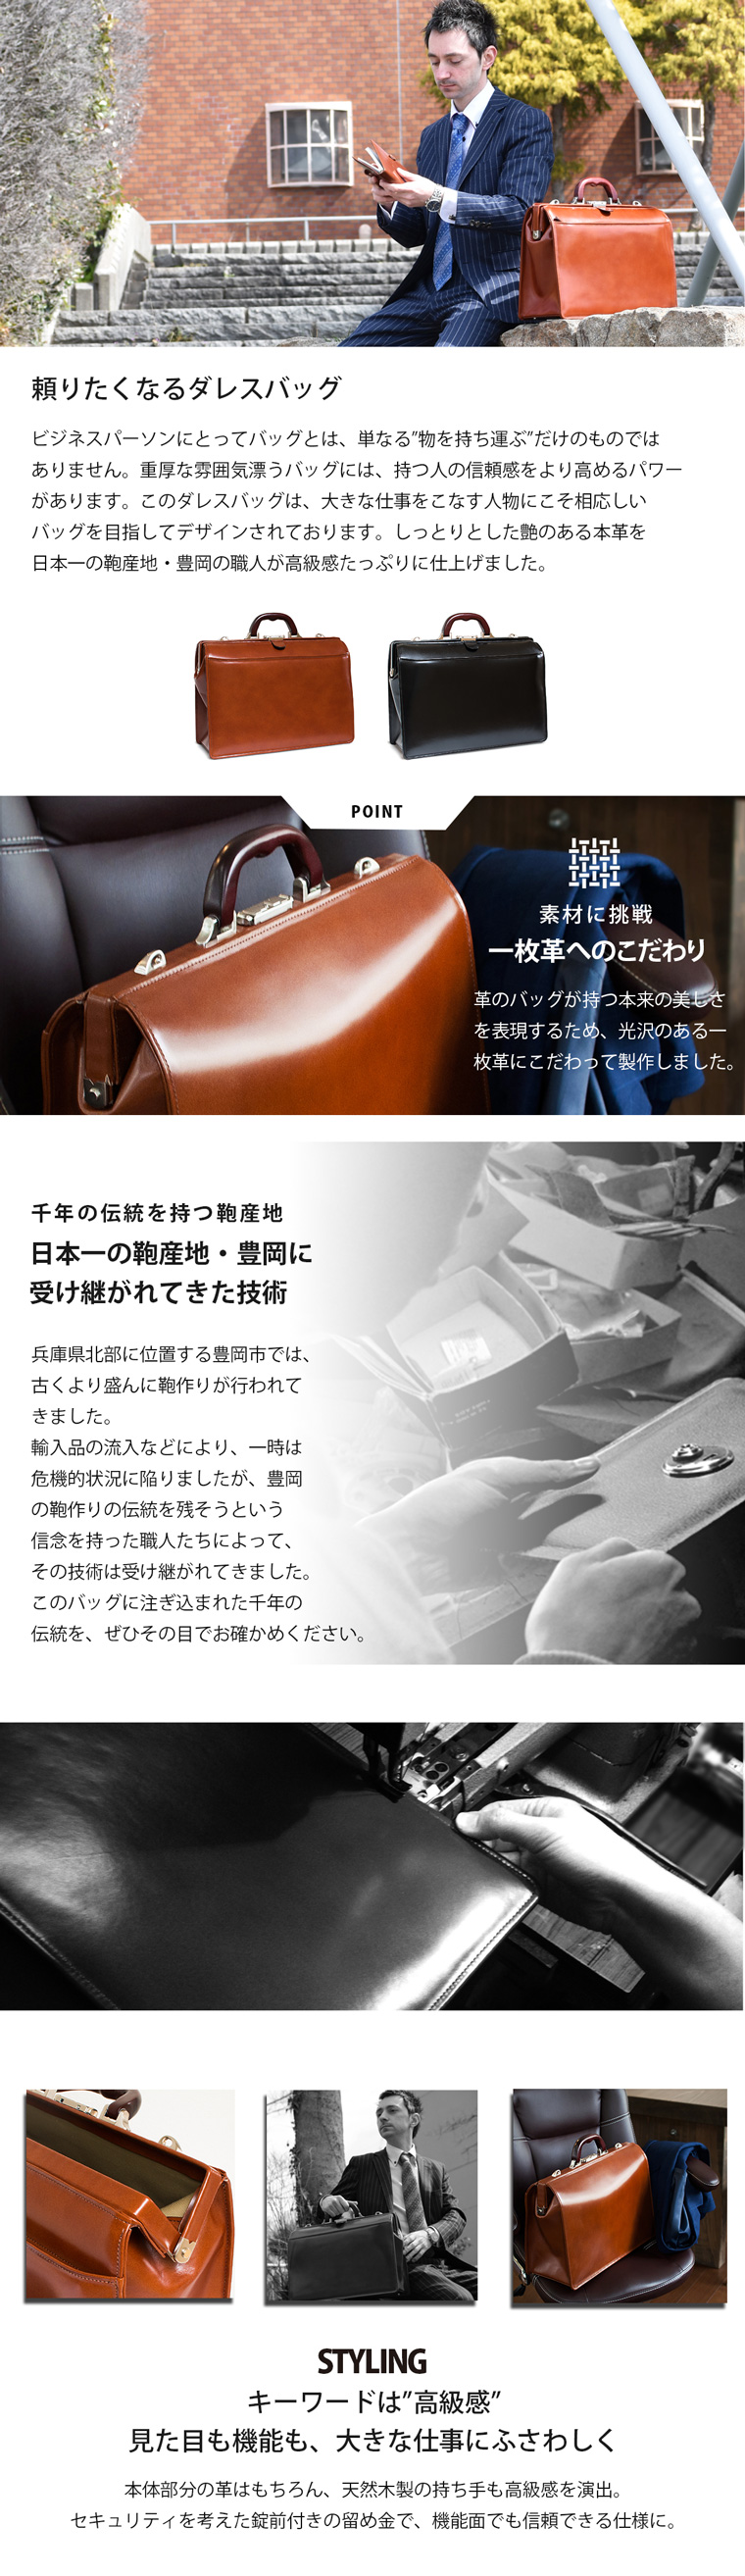 頼りたくなるダレスバッグ
ビジネスパーソンにとってバッグとは、単なる”物を持ち運ぶ”だけのものでは
ありません。重厚な雰囲気漂うバッグには、持つ人の信頼感をより高めるパワー
があります。このダレスバッグは、大きな仕事をこなす人物にこそ相応しい
バッグを目指してデザインされております。しっとりとした艶のある本革を
日本一の鞄産地・豊岡の職人が高級感たっぷりに仕上げました。
POINT
素材に挑戦
一枚革へのこだわり
革のバッグが持つ本来の美しさ
を表現するため、光沢のある一
枚革にこだわって製作しました。
千年の伝統を持つ鞄産地
日本一の鞄産地・豊岡に
受け継がれてきた技術
兵庫県北部に位置する豊岡市では、
古くより盛んに鞄作りが行われて
きました。
輸入品の流入などにより、一時は
危機的状況に陥りましたが、豊岡
の鞄作りの伝統を残そうという
信念を持った職人たちによって、
その技術は受け継がれてきました。
このバッグに注ぎ込まれた千年の
伝統を、ぜひその目でお確かめください。
STYLING
キーワードは”高級感”
見た目も機能も、大きな仕事にふさわしく
本体部分の革はもちろん、天然木製の持ち手も高級感を演出。
セキュリティを考えた錠前付きの留め金で、機能面でも信頼できる仕様に。